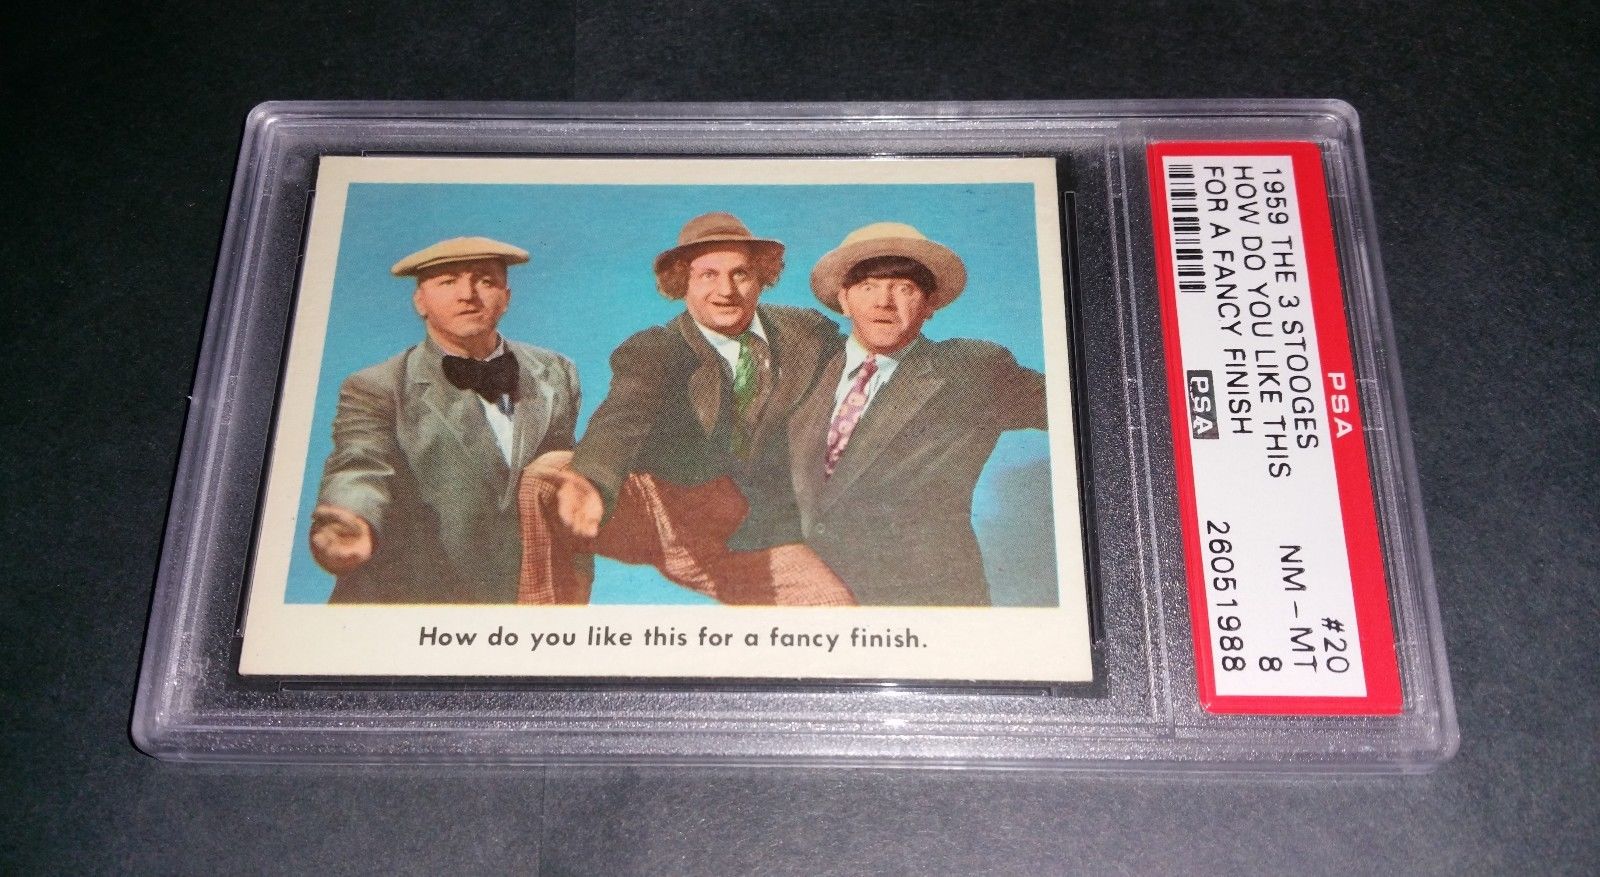 How do you like this for a fancy finish.
PSA
1959 THE 3 STOOGES #20
HOW DO YOU LIKE THIS NM - MT
FOR A FANCY FINISH 8
PSA 26051988